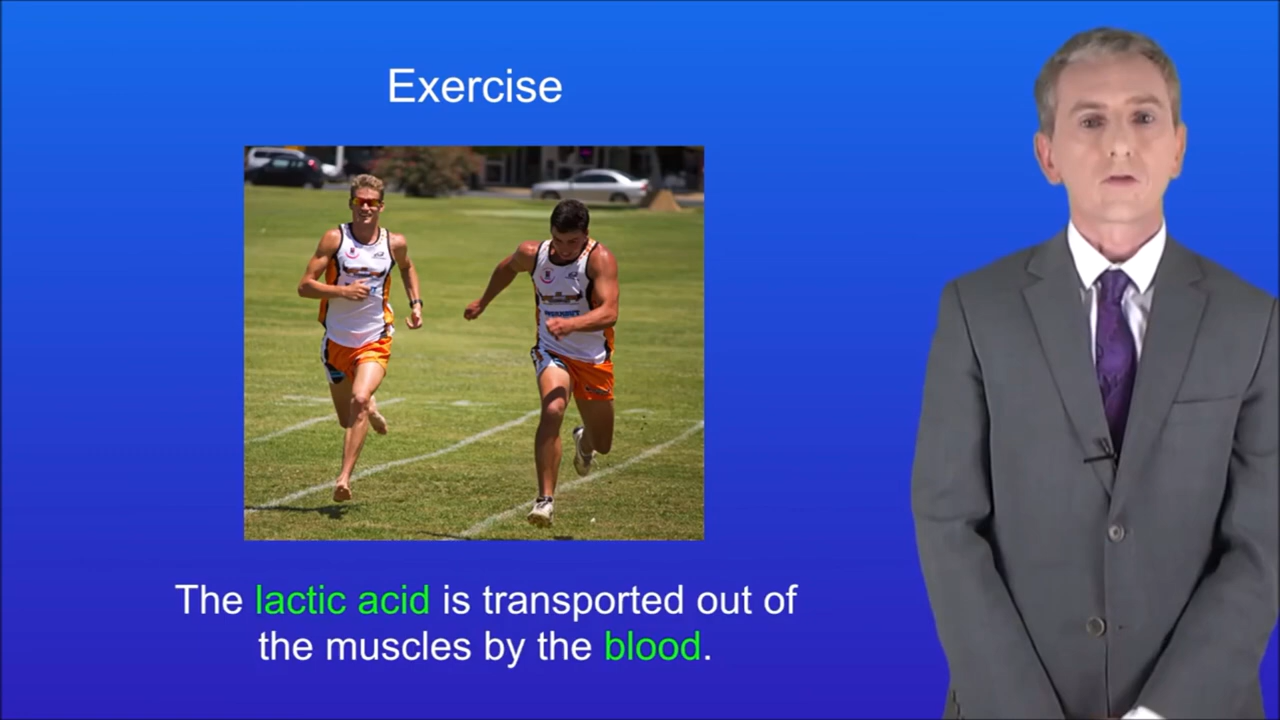 Exercise
The lactic acid is transported out of
the muscles by the blood.